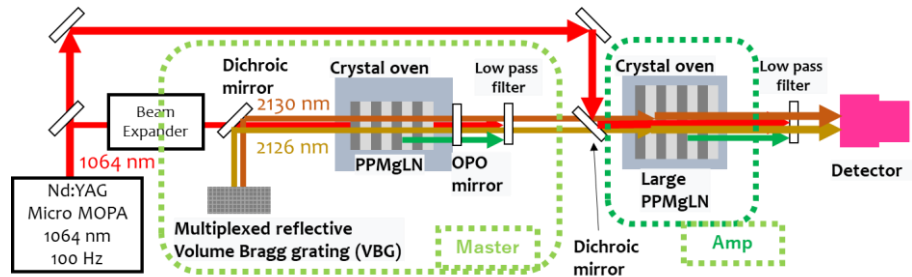 Dichroic
mirror
Crystal oven
Low pass
filter
Crystal oven
Low pass
filter
2130 nm
Beam
Expander
1064 nm
2126 nm
PPMgLN
OPO
mirror
Nd:YAG
Micro MOPA
1064 nm
100 Hz
Multiplexed reflective
Volume Bragg grating (VBG)
Master
Dichroic
mirror
Large
PPMgLN
Amp
Detector